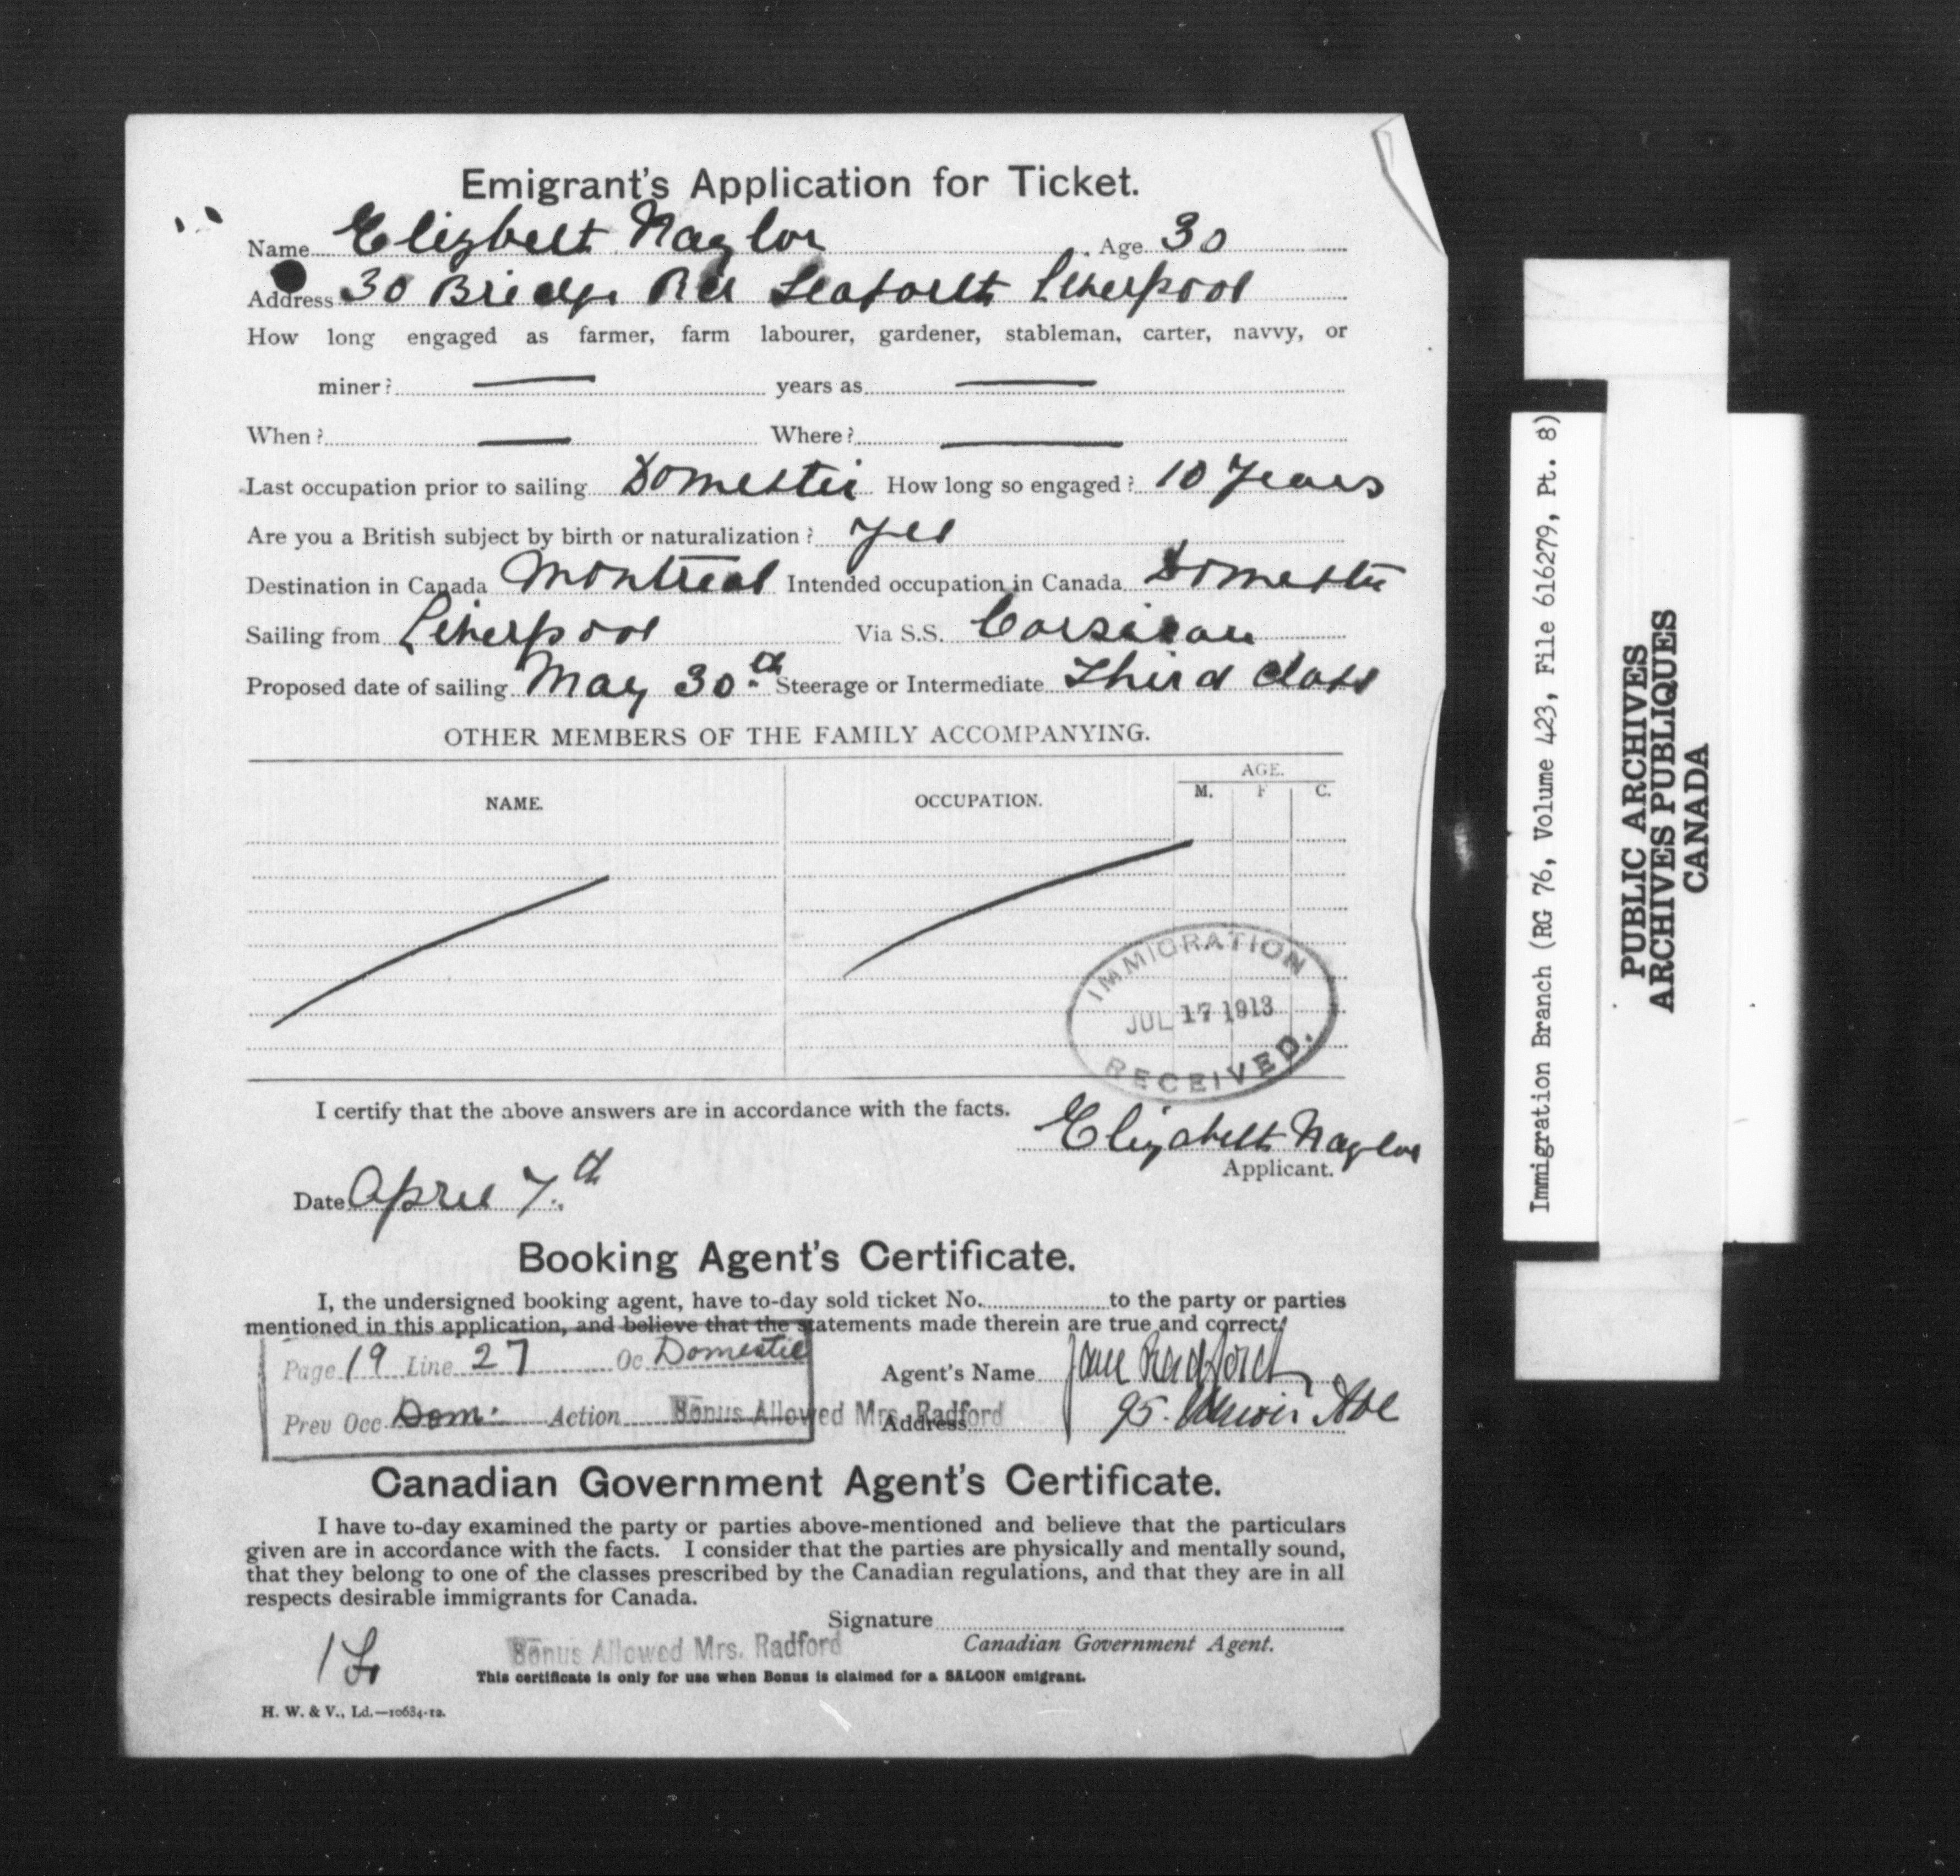 Emigrant's Application for Ticket.
Name Elizbelt Naylor Age 30
Address 30 Bridge Rd Seaforth Liverpool
How long engaged as farmer, farm labourer, gardener, stableman, carter, navvy, or
miner? — years as —
When? — Where? —
Last occupation prior to sailing Domestic How long so engaged? 10 Years
Are you a British subject by birth or naturalization? Yes
Destination in Canada Montreal Intended occupation in Canada Domestic
Sailing from Liverpool Via S.S. Corsican
Proposed date of sailing May 30th Steerage or Intermediate Third Class
OTHER MEMBERS OF THE FAMILY ACCOMPANYING.
NAME. OCCUPATION. AGE.
M. F C.
IMMIGRATION
JUL 17 1913
RECEIVED.
I certify that the above answers are in accordance with the facts.
Elizabeth Naylor
Applicant.
Date April 7th
Booking Agent's Certificate.
I, the undersigned booking agent, have to-day sold ticket No. to the party or parties
mentioned in this application, and believe that the statements made therein are true and correct.
Page 19 Line 27 Oc Domestic
Agent's Name Jane Radford
Prev Occ Dom. Action Bonus Allowed Mrs. Radford
Address 95. Ave
Canadian Government Agent's Certificate.
I have to-day examined the party or parties above-mentioned and believe that the particulars
given are in accordance with the facts. I consider that the parties are physically and mentally sound,
that they belong to one of the classes prescribed by the Canadian regulations, and that they are in all
respects desirable immigrants for Canada.
Signature
Canadian Government Agent.
Bonus Allowed Mrs. Radford
This certificate is only for use when Bonus is claimed for a SALOON emigrant.
H. W. & V., Ld.—10684-12.
Immigration Branch (RG 76, Volume 423, File 616279, Pt. 8)
PUBLIC ARCHIVES
ARCHIVES PUBLIQUES
CANADA